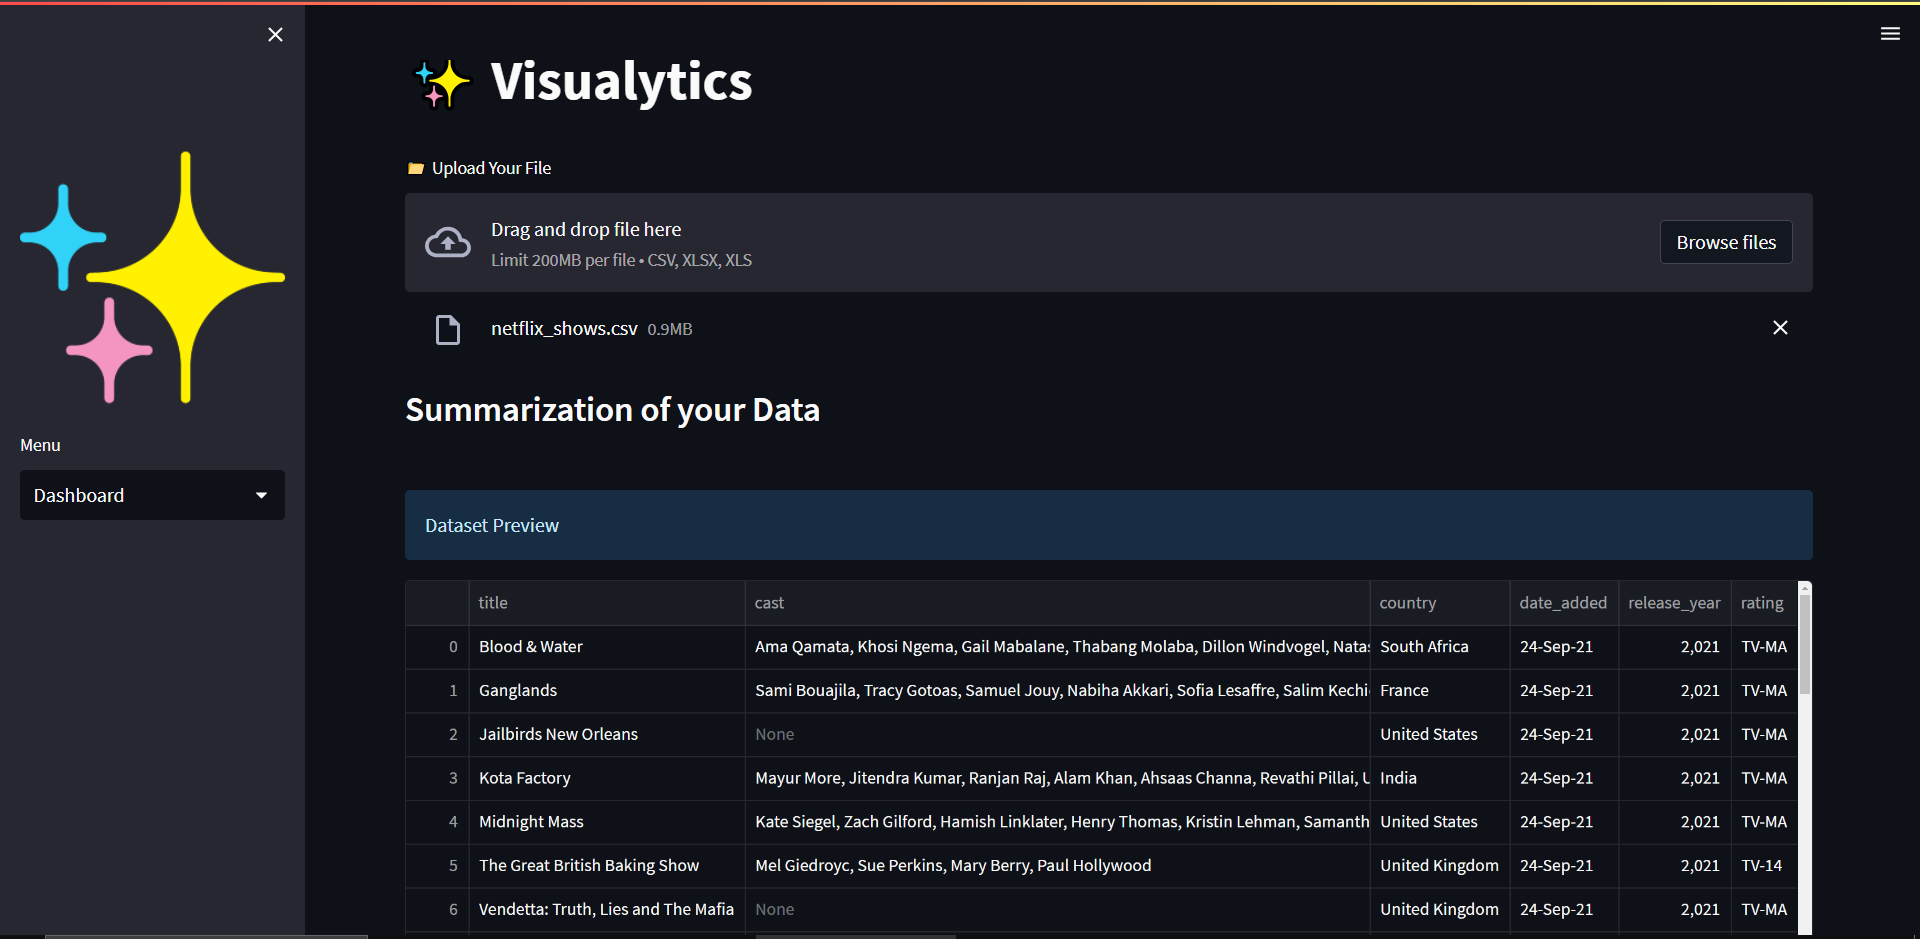 Visualytics
Upload Your File
Drag and drop file here
Limit 200MB per file • CSV, XLSX, XLS
Browse files
netflix_shows.csv 0.9MB
Summarization of your Data
Menu
Dashboard
Dataset Preview
title cast country date_added release_year rating
0 Blood & Water Ama Qamata, Khosi Ngema, Gail Mabalane, Thabang Molaba, Dillon Windvogel, Natas South Africa 24-Sep-21 2,021 TV-MA
1 Ganglands Sami Bouajila, Tracy Gotoas, Samuel Jouy, Nabiha Akkari, Sofia Lesaffre, Salim Kechi France 24-Sep-21 2,021 TV-MA
2 Jailbirds New Orleans None United States 24-Sep-21 2,021 TV-MA
3 Kota Factory Mayur More, Jitendra Kumar, Ranjan Raj, Alam Khan, Ahsaas Channa, Revathi Pillai, U India 24-Sep-21 2,021 TV-MA
4 Midnight Mass Kate Siegel, Zach Gilford, Hamish Linklater, Henry Thomas, Kristin Lehman, Samanth United States 24-Sep-21 2,021 TV-MA
5 The Great British Baking Show Mel Giedroyc, Sue Perkins, Mary Berry, Paul Hollywood United Kingdom 24-Sep-21 2,021 TV-14
6 Vendetta: Truth, Lies and The Mafia None United Kingdom 24-Sep-21 2,021 TV-MA